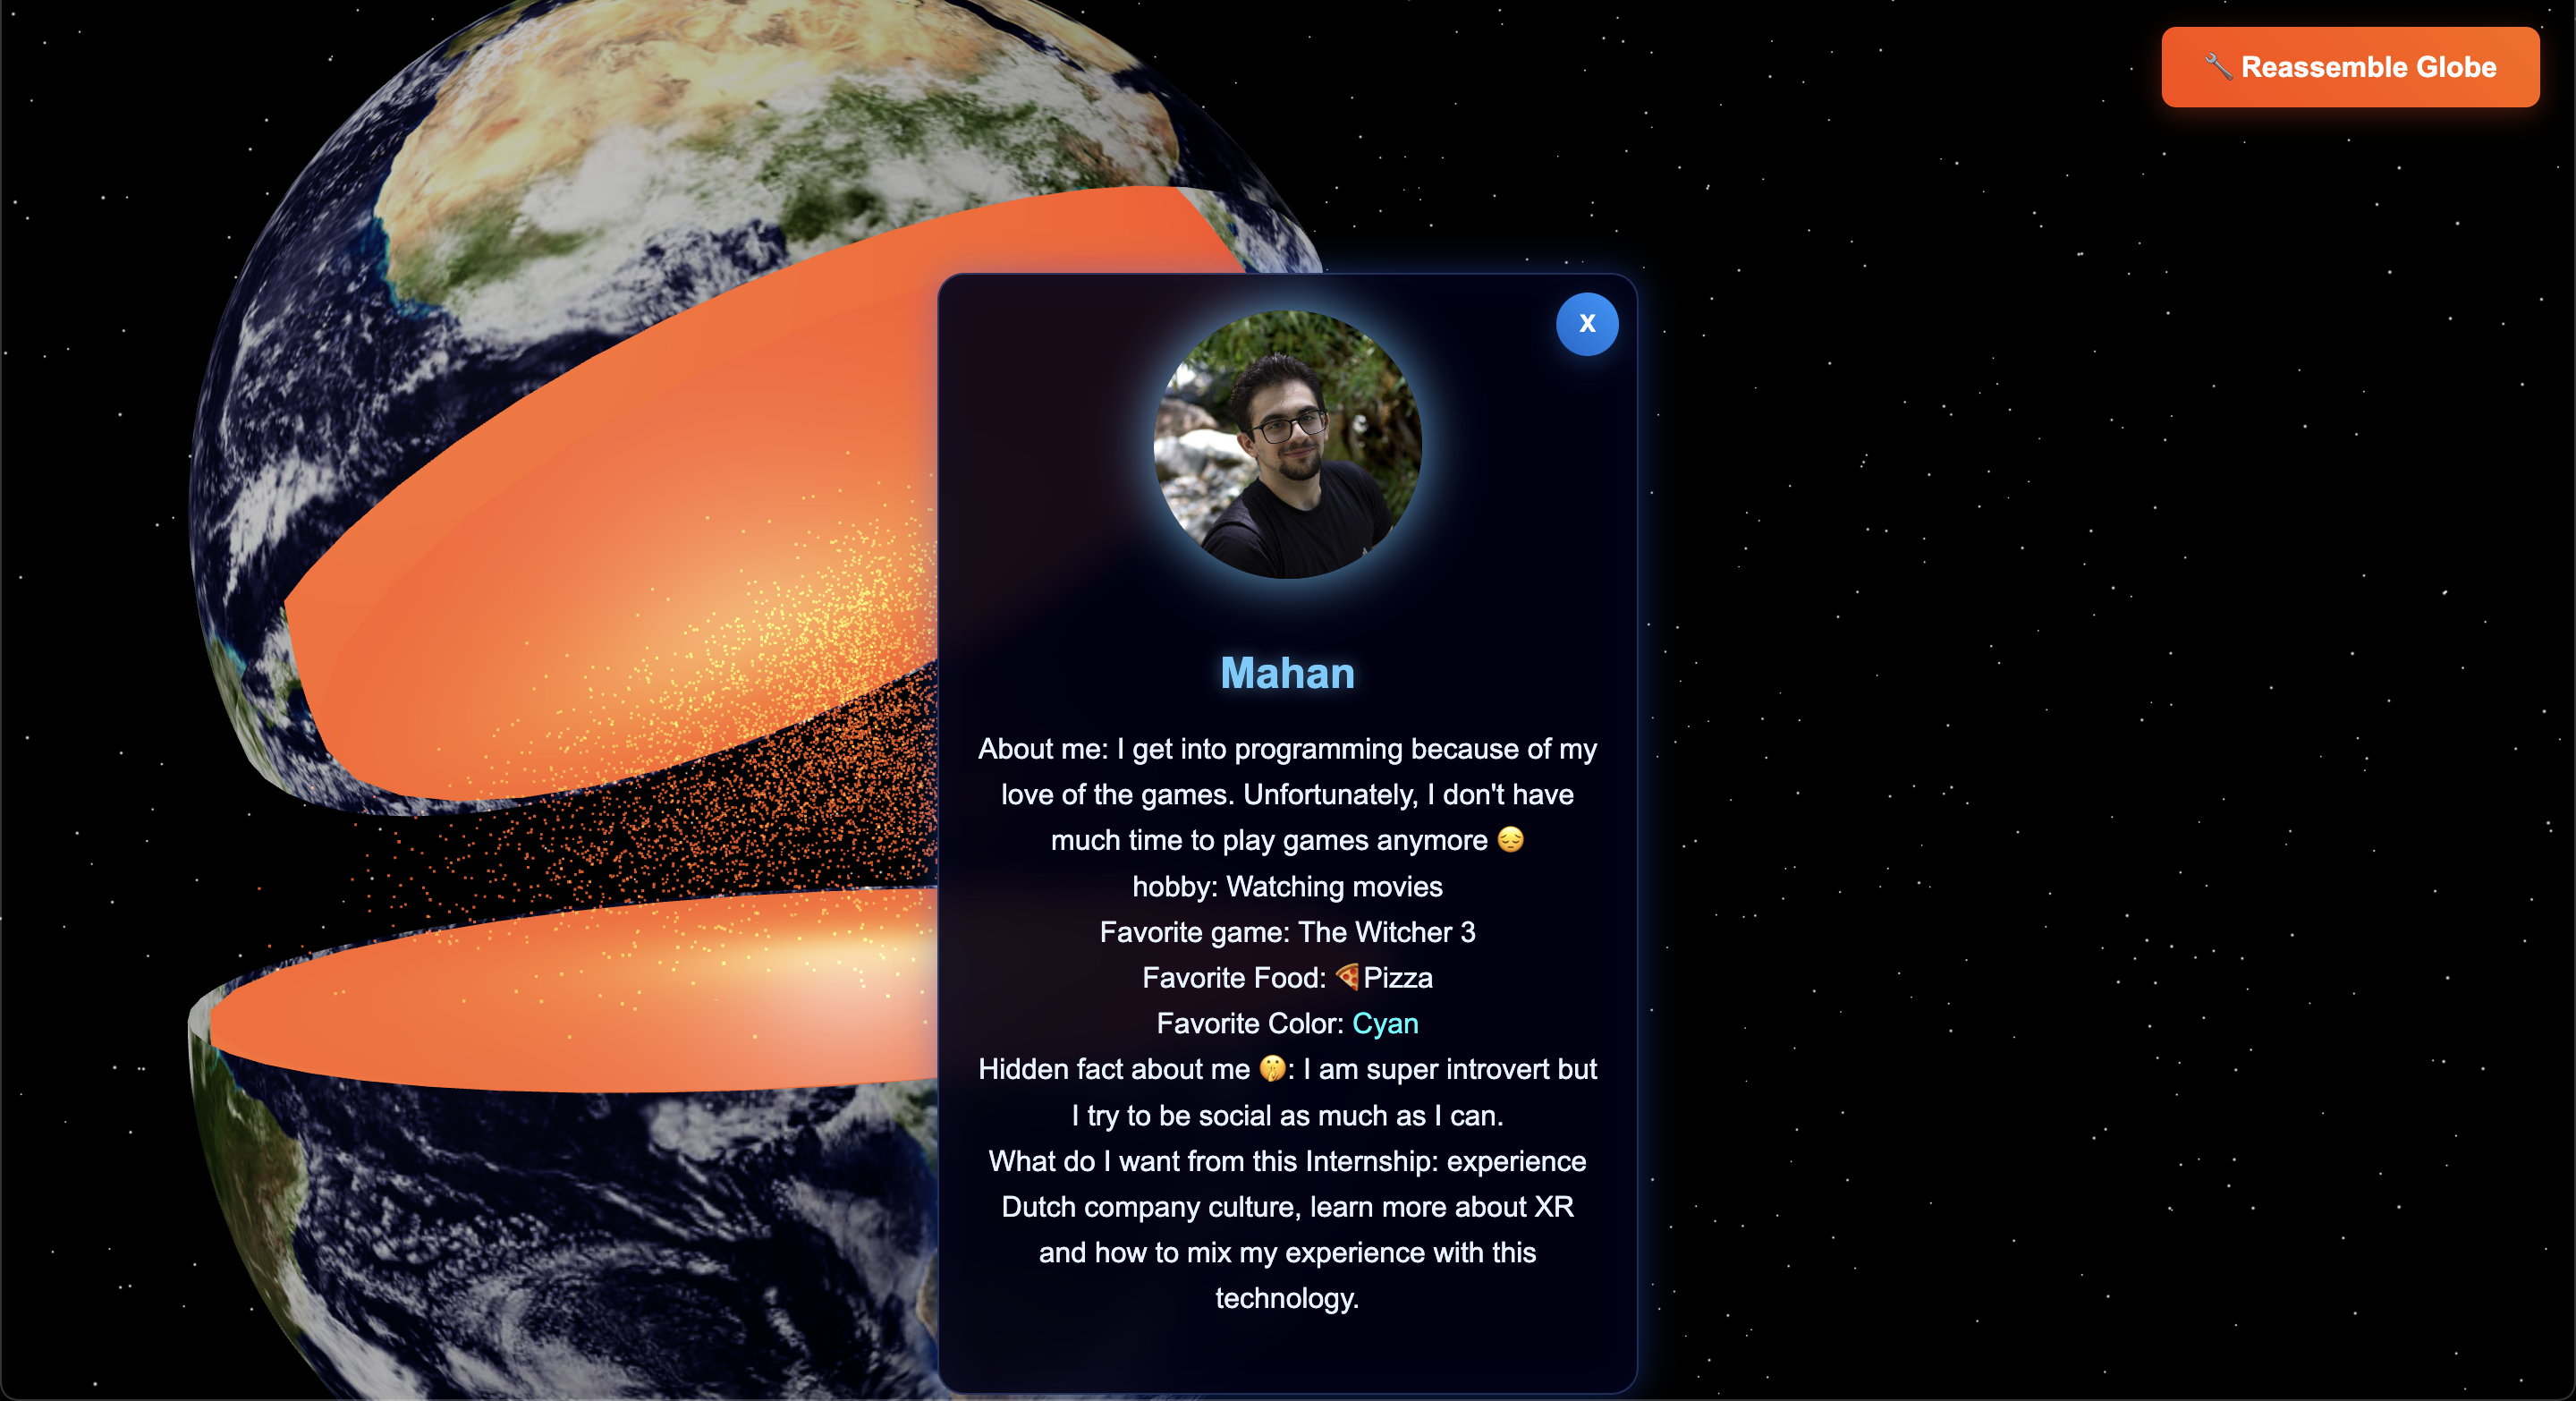 🔧 Reassemble Globe
X
Mahan
About me: I get into programming because of my
love of the games. Unfortunately, I don't have
much time to play games anymore 😔
hobby: Watching movies
Favorite game: The Witcher 3
Favorite Food: 🍕Pizza
Favorite Color: Cyan
Hidden fact about me 🤫: I am super introvert but
I try to be social as much as I can.
What do I want from this Internship: experience
Dutch company culture, learn more about XR
and how to mix my experience with this
technology.